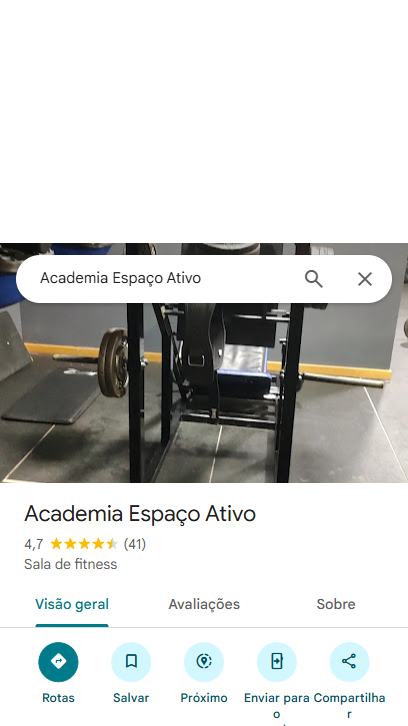 Academia Espaço Ativo
Academia Espaço Ativo
4,7 (41)
Sala de fitness
Visão geral Avaliações Sobre
Rotas Salvar Próximo Enviar para o Compartilhar